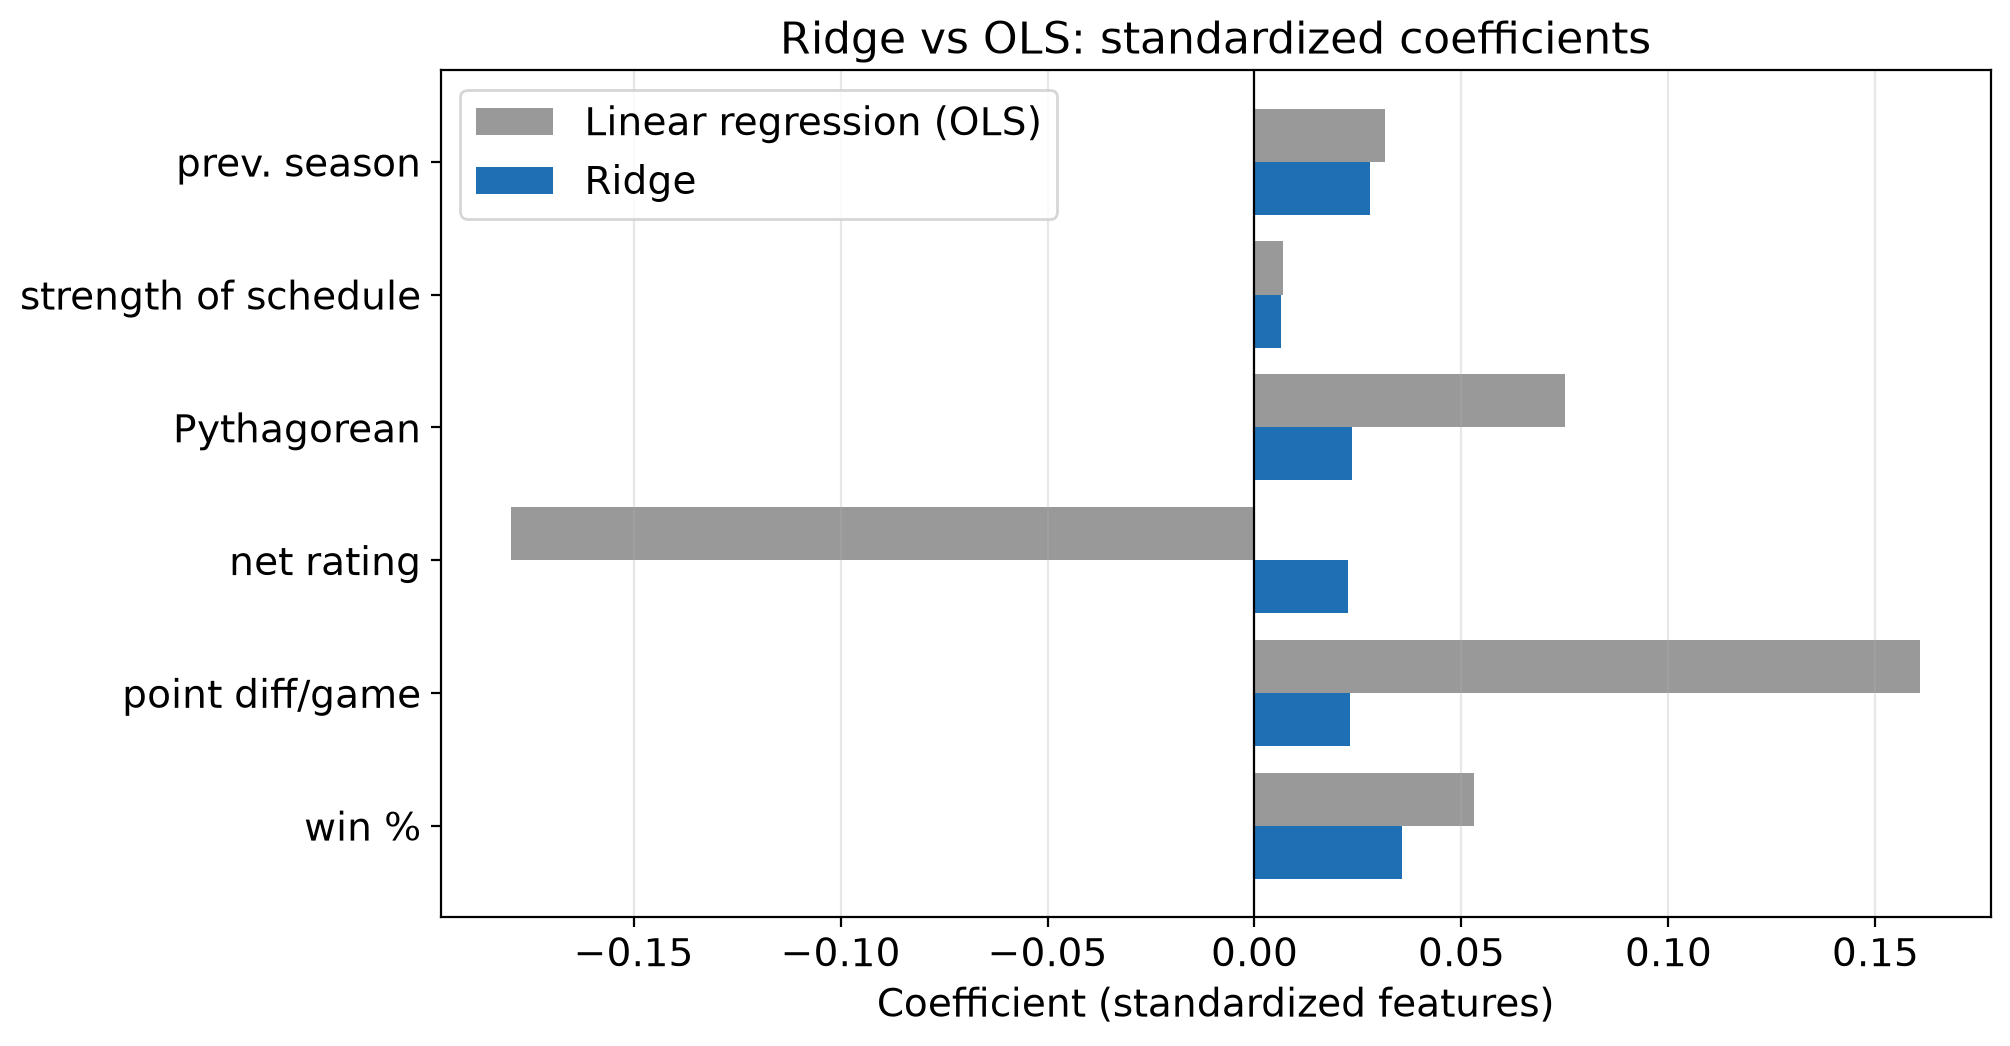 Ridge vs OLS: standardized coefficients
Linear regression (OLS)
Ridge
prev. season
strength of schedule
Pythagorean
net rating
point diff/game
win %
−0.15 −0.10 −0.05 0.00 0.05 0.10 0.15
Coefficient (standardized features)